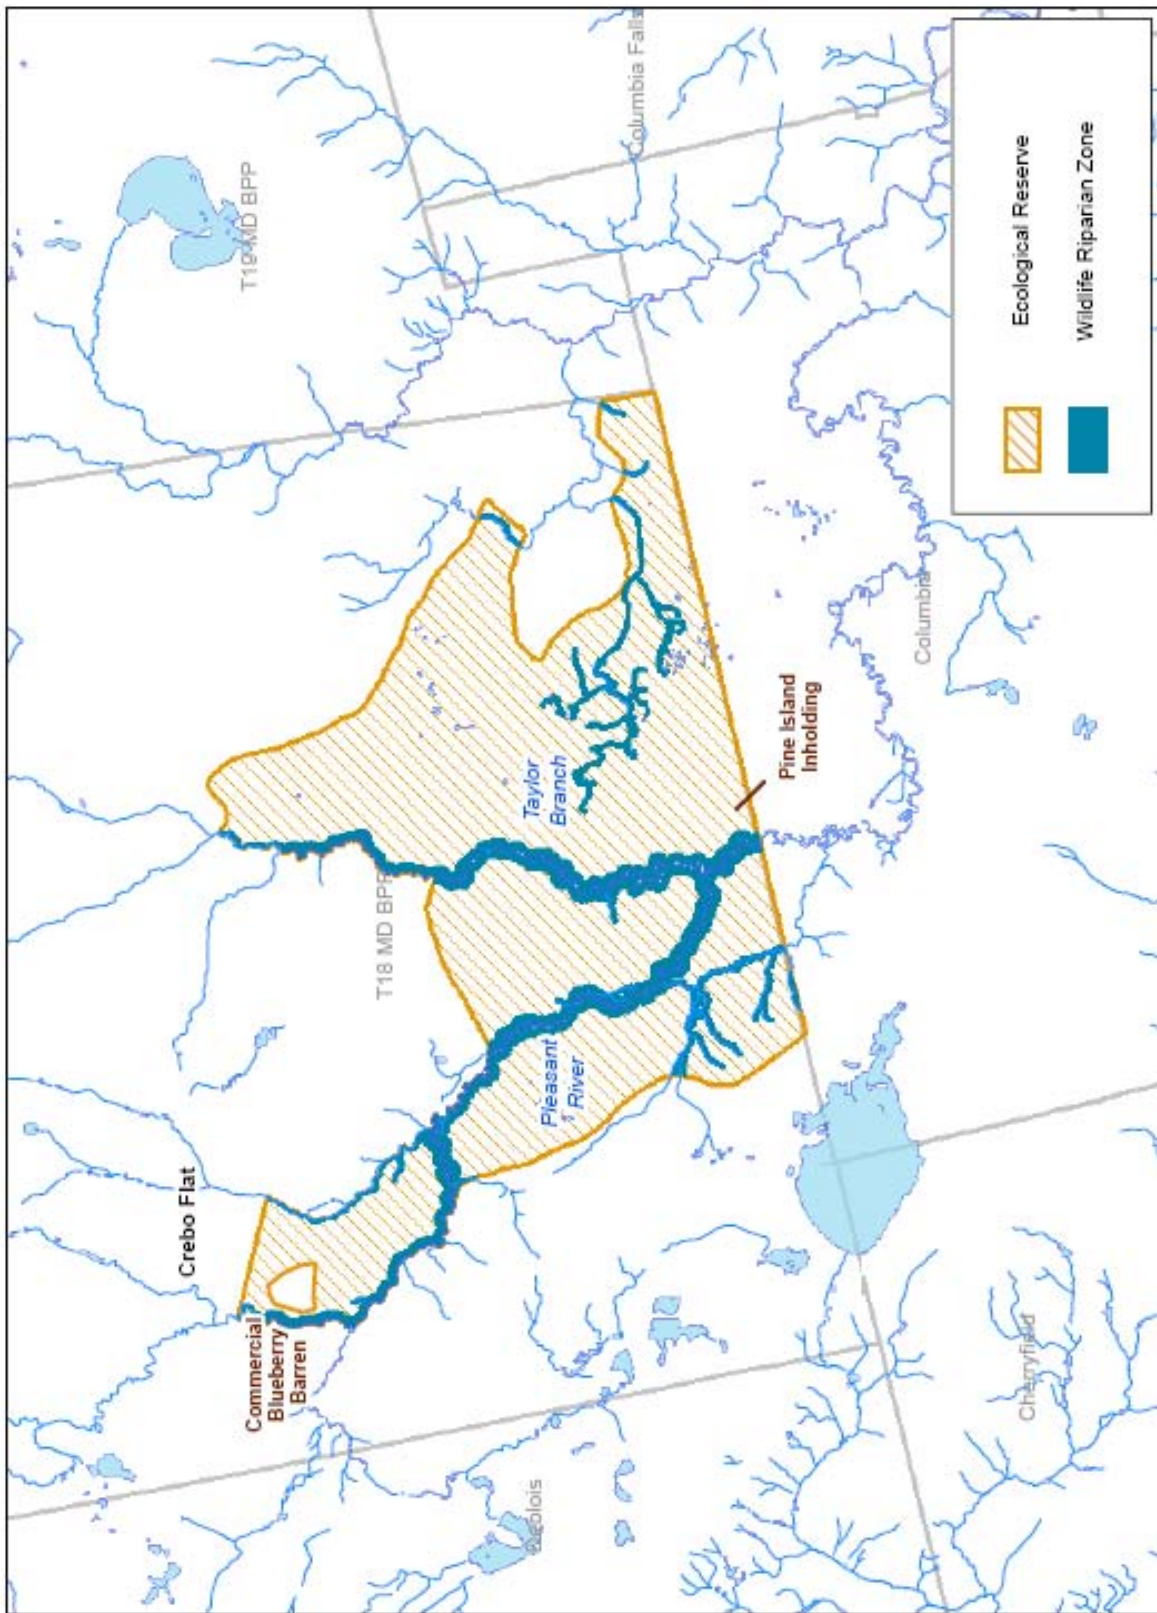 Crebo Flat
T19 MD BPP
Commercial
Blueberry
Barren
T18 MD BPP
Taylor
Branch
Deblois
Pleasant
River
Columbia Falls
Pine Island
Inholding
Columbia
Cherryfield
Ecological Reserve
Wildlife Riparian Zone